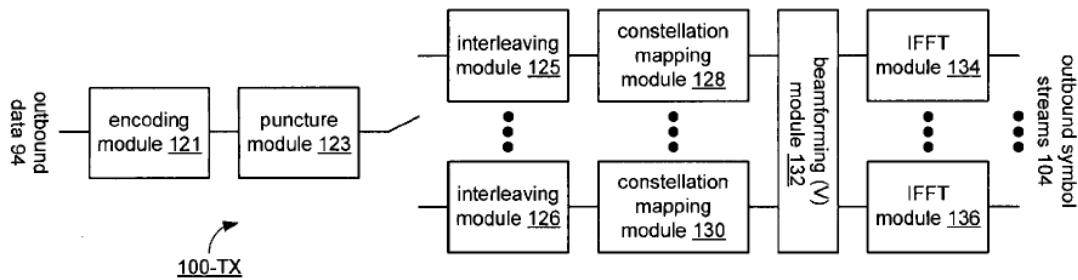 outbound
data 94
encoding
module 121
puncture
module 123
interleaving
module 125
constellation
mapping
module 128
interleaving
module 126
constellation
mapping
module 130
beamforming (V)
module 132
IFFT
module 134
IFFT
module 136
outbound symbol
streams 104
100-TX